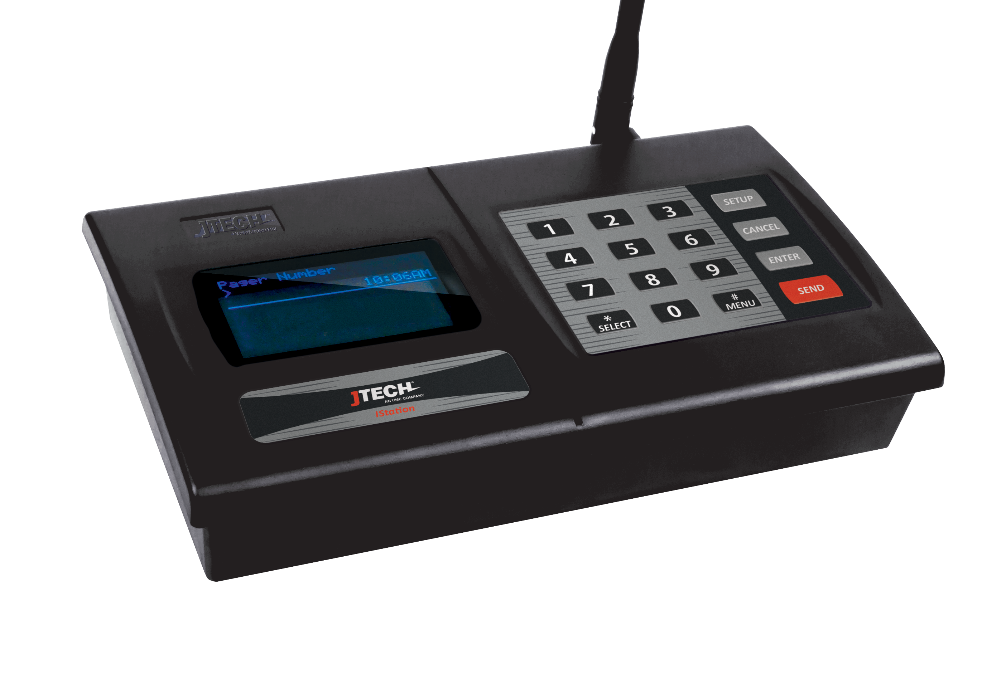 JTECH
Pager Number
> 10:06AM
JTECH
iStation
1 2 3
4 5 6
7 8 9
* SELECT 0 # MENU
SETUP
CANCEL
ENTER
SEND